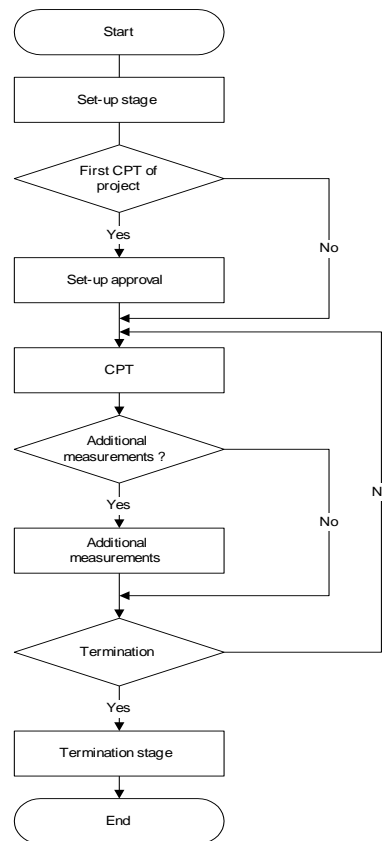 Start
Set-up stage
First CPT of
project
Yes
No
Set-up approval
CPT
Additional
measurements ?
Yes
No
N
Additional
measurements
Termination
Yes
Termination stage
End